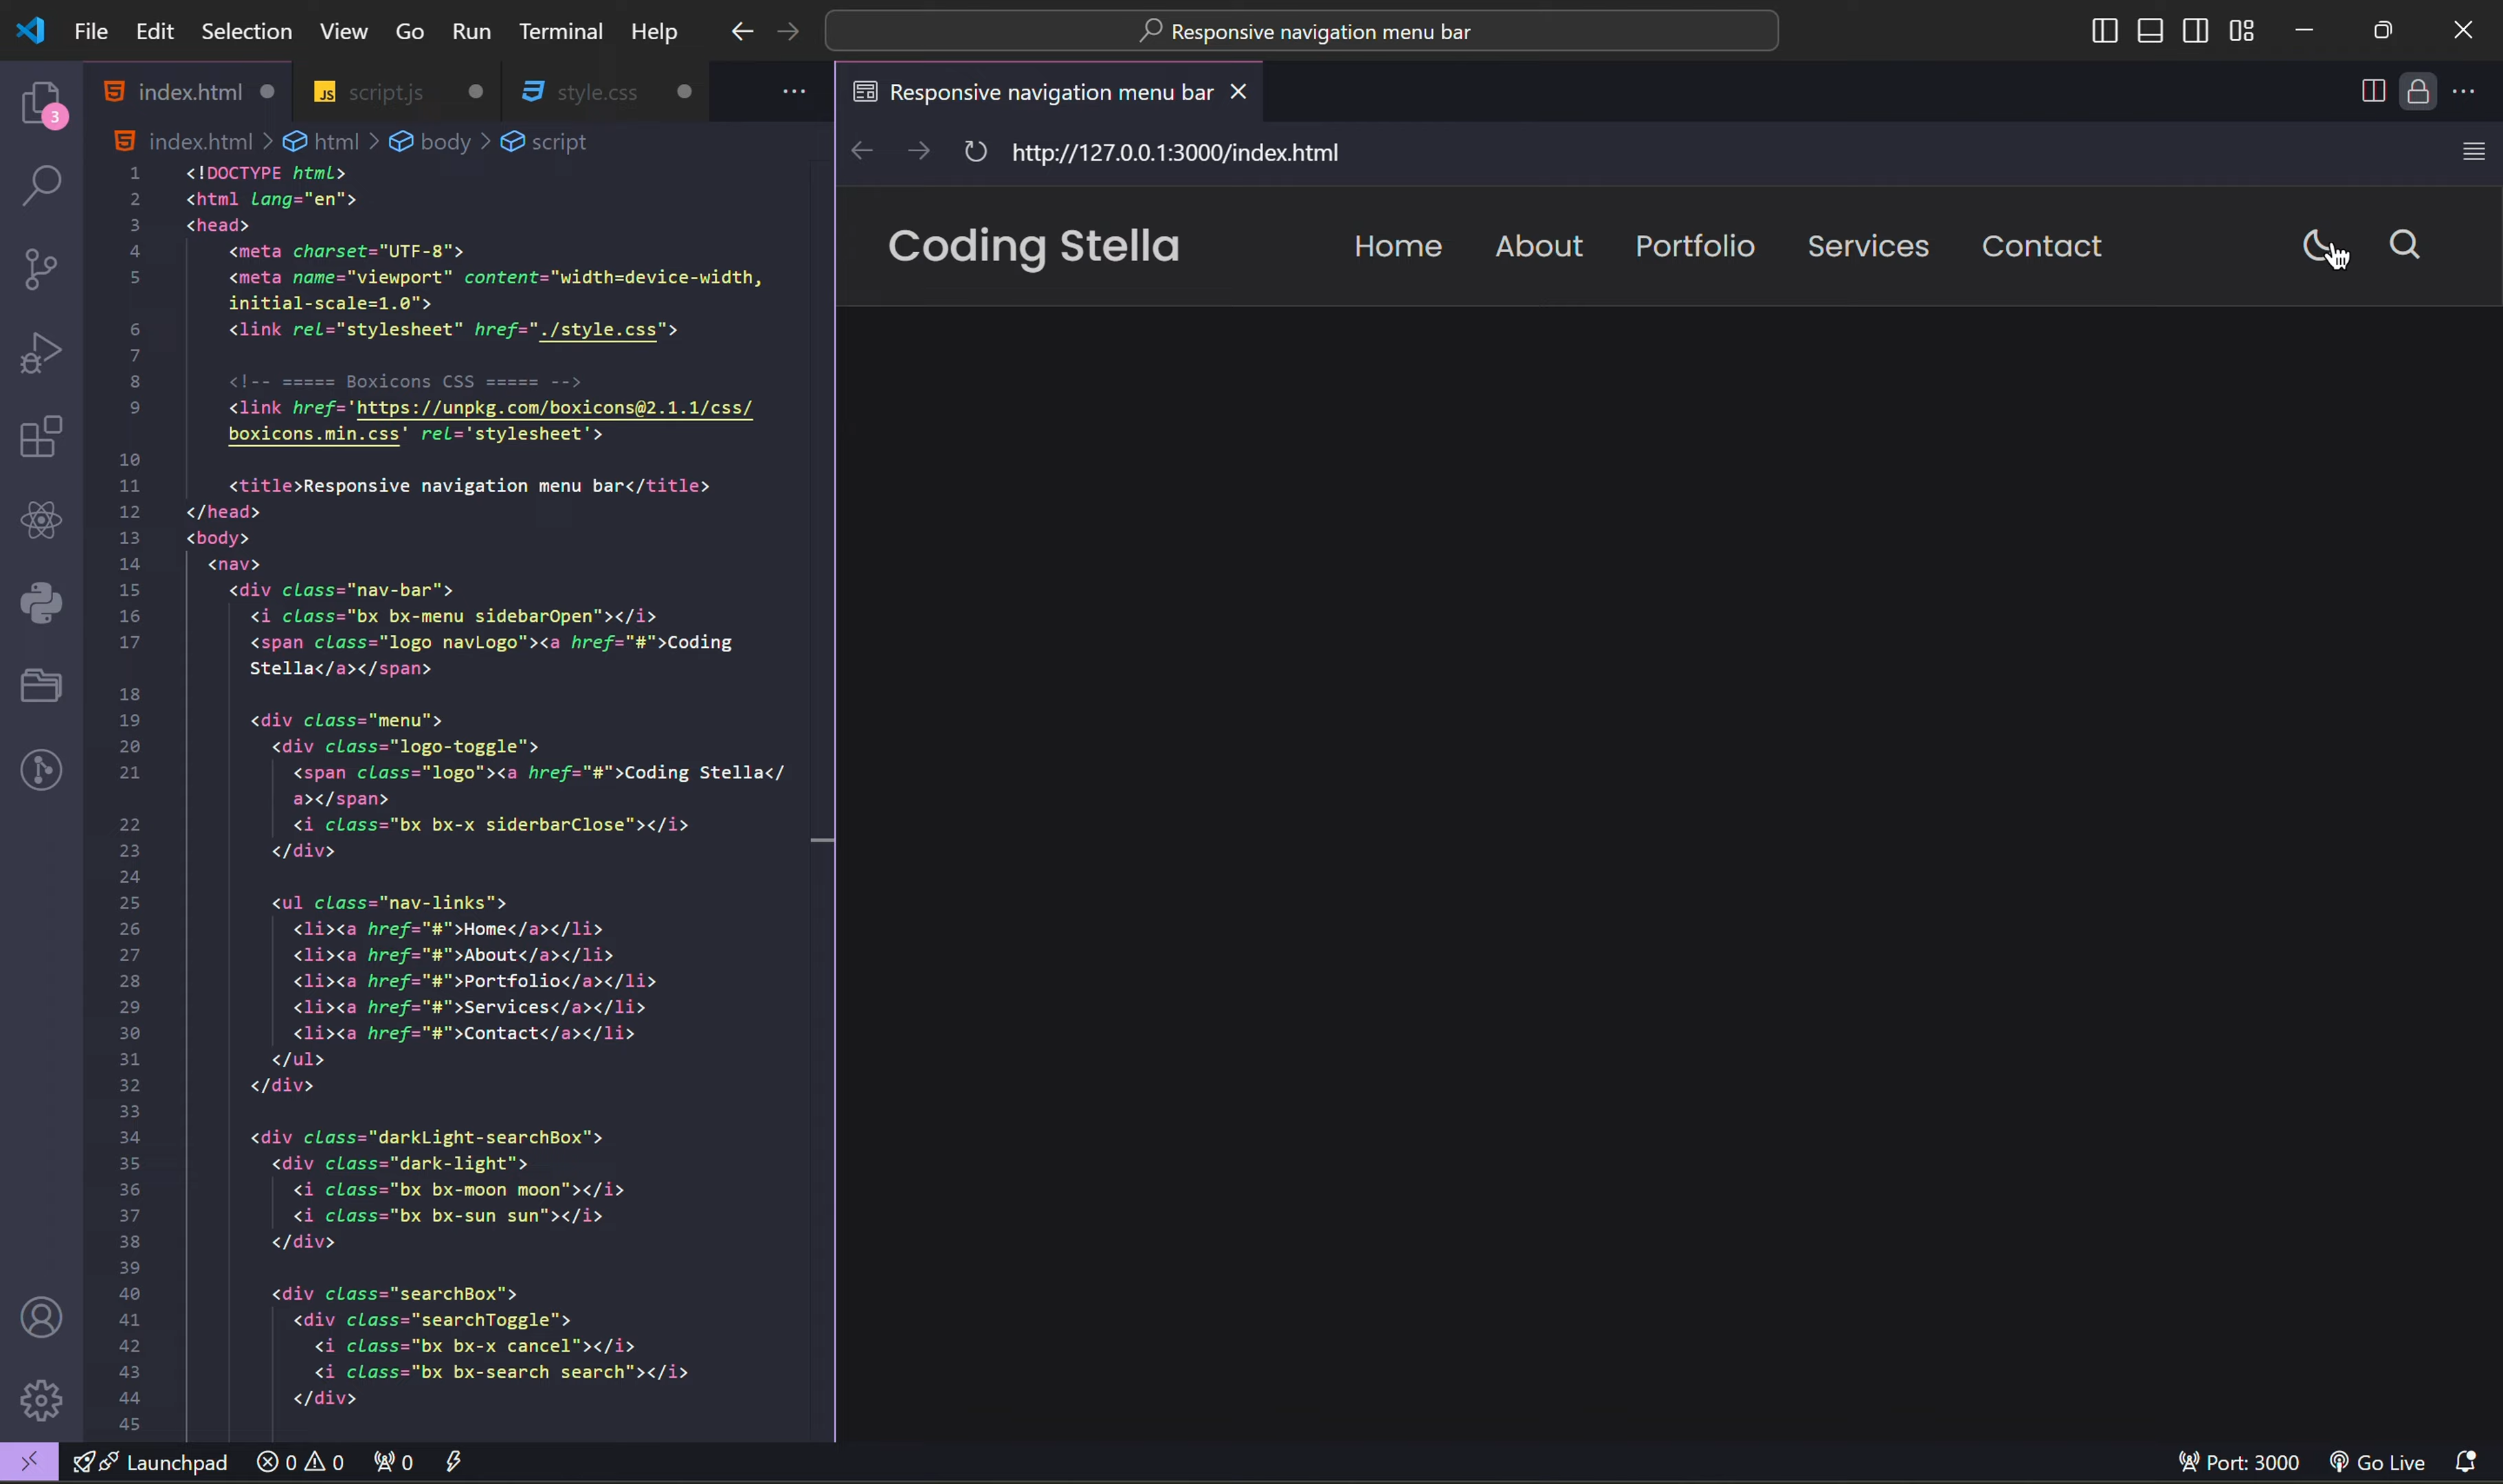 File Edit Selection View Go Run Terminal Help Responsive navigation menu bar
3
index.html script.js style.css
index.html > html > body > script
1 <!DOCTYPE html>
2 <html lang="en">
3 <head>
4 <meta charset="UTF-8">
5 <meta name="viewport" content="width=device-width,
initial-scale=1.0">
6 <link rel="stylesheet" href="./style.css">
7
8 <!-- ===== Boxicons CSS ===== -->
9 <link href='https://unpkg.com/boxicons@2.1.1/css/
boxicons.min.css' rel='stylesheet'>
10
11 <title>Responsive navigation menu bar</title>
12 </head>
13 <body>
14 <nav>
15 <div class="nav-bar">
16 <i class="bx bx-menu sidebarOpen"></i>
17 <span class="logo navLogo"><a href="#">Coding
Stella</a></span>
18
19 <div class="menu">
20 <div class="logo-toggle">
21 <span class="logo"><a href="#">Coding Stella</
a></span>
22 <i class="bx bx-x siderbarClose"></i>
23 </div>
24
25 <ul class="nav-links">
26 <li><a href="#">Home</a></li>
27 <li><a href="#">About</a></li>
28 <li><a href="#">Portfolio</a></li>
29 <li><a href="#">Services</a></li>
30 <li><a href="#">Contact</a></li>
31 </ul>
32 </div>
33
34 <div class="darkLight-searchBox">
35 <div class="dark-light">
36 <i class="bx bx-moon moon"></i>
37 <i class="bx bx-sun sun"></i>
38 </div>
39
40 <div class="searchBox">
41 <div class="searchToggle">
42 <i class="bx bx-x cancel"></i>
43 <i class="bx bx-search search"></i>
44 </div>
45
Responsive navigation menu bar
http://127.0.0.1:3000/index.html
Coding Stella Home About Portfolio Services Contact
Launchpad 0 0 0 Port: 3000 Go Live